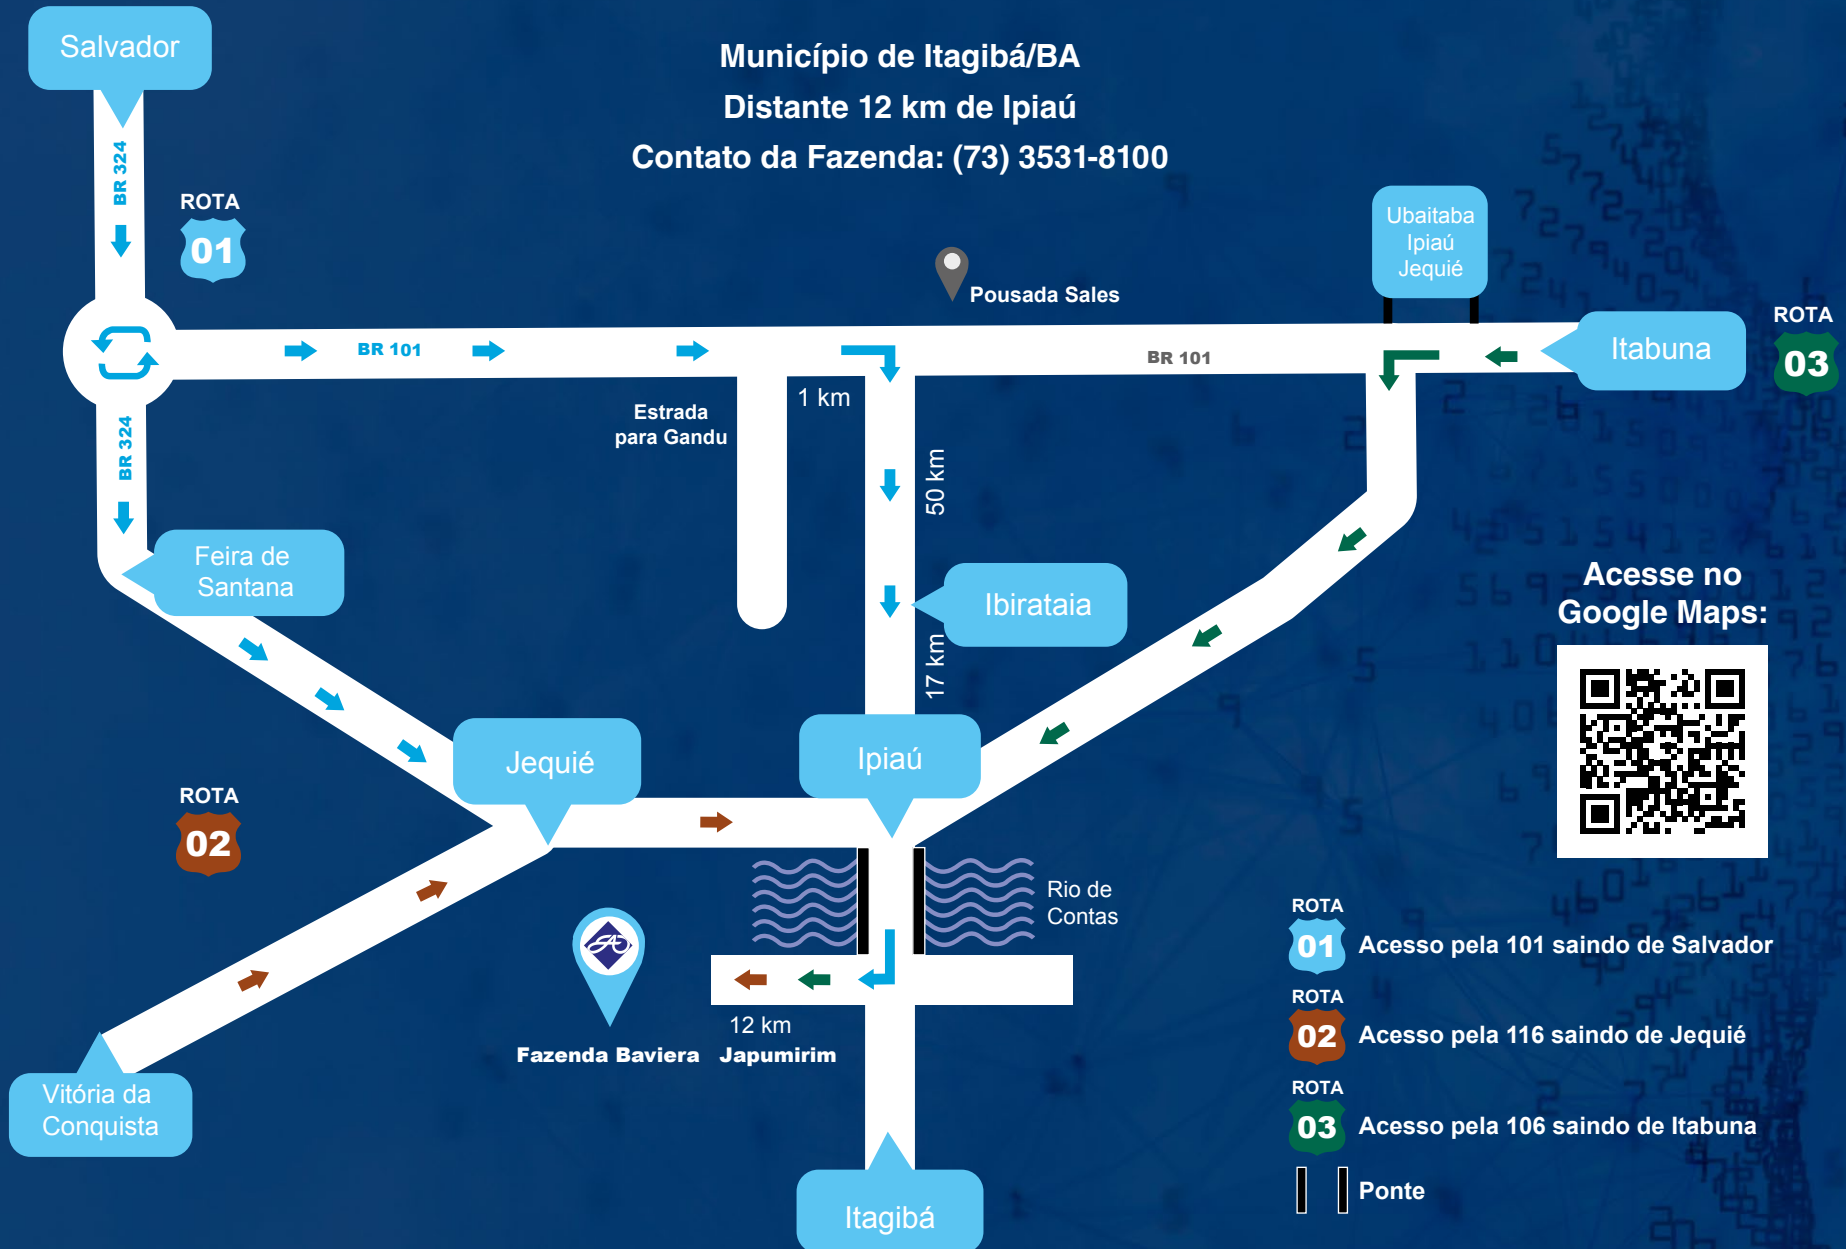 Salvador
Município de Itagibá/BA
Distante 12 km de Ipiaú
Contato da Fazenda: (73) 3531-8100
BR 324
ROTA
01
Ubaitaba
Ipiaú
Jequié
Pousada Sales
BR 101
BR 101
Itabuna
ROTA
03
1 km
Estrada
para Gandu
BR 324
50 km
Feira de
Santana
Ibirataia
17 km
Acesse no
Google Maps:
Jequié
Ipiaú
ROTA
02
Rio de
Contas
12 km
Fazenda Baviera
Japumirim
Vitória da
Conquista
Itagibá
ROTA
01
Acesso pela 101 saindo de Salvador
ROTA
02
Acesso pela 116 saindo de Jequié
ROTA
03
Acesso pela 106 saindo de Itabuna
Ponte